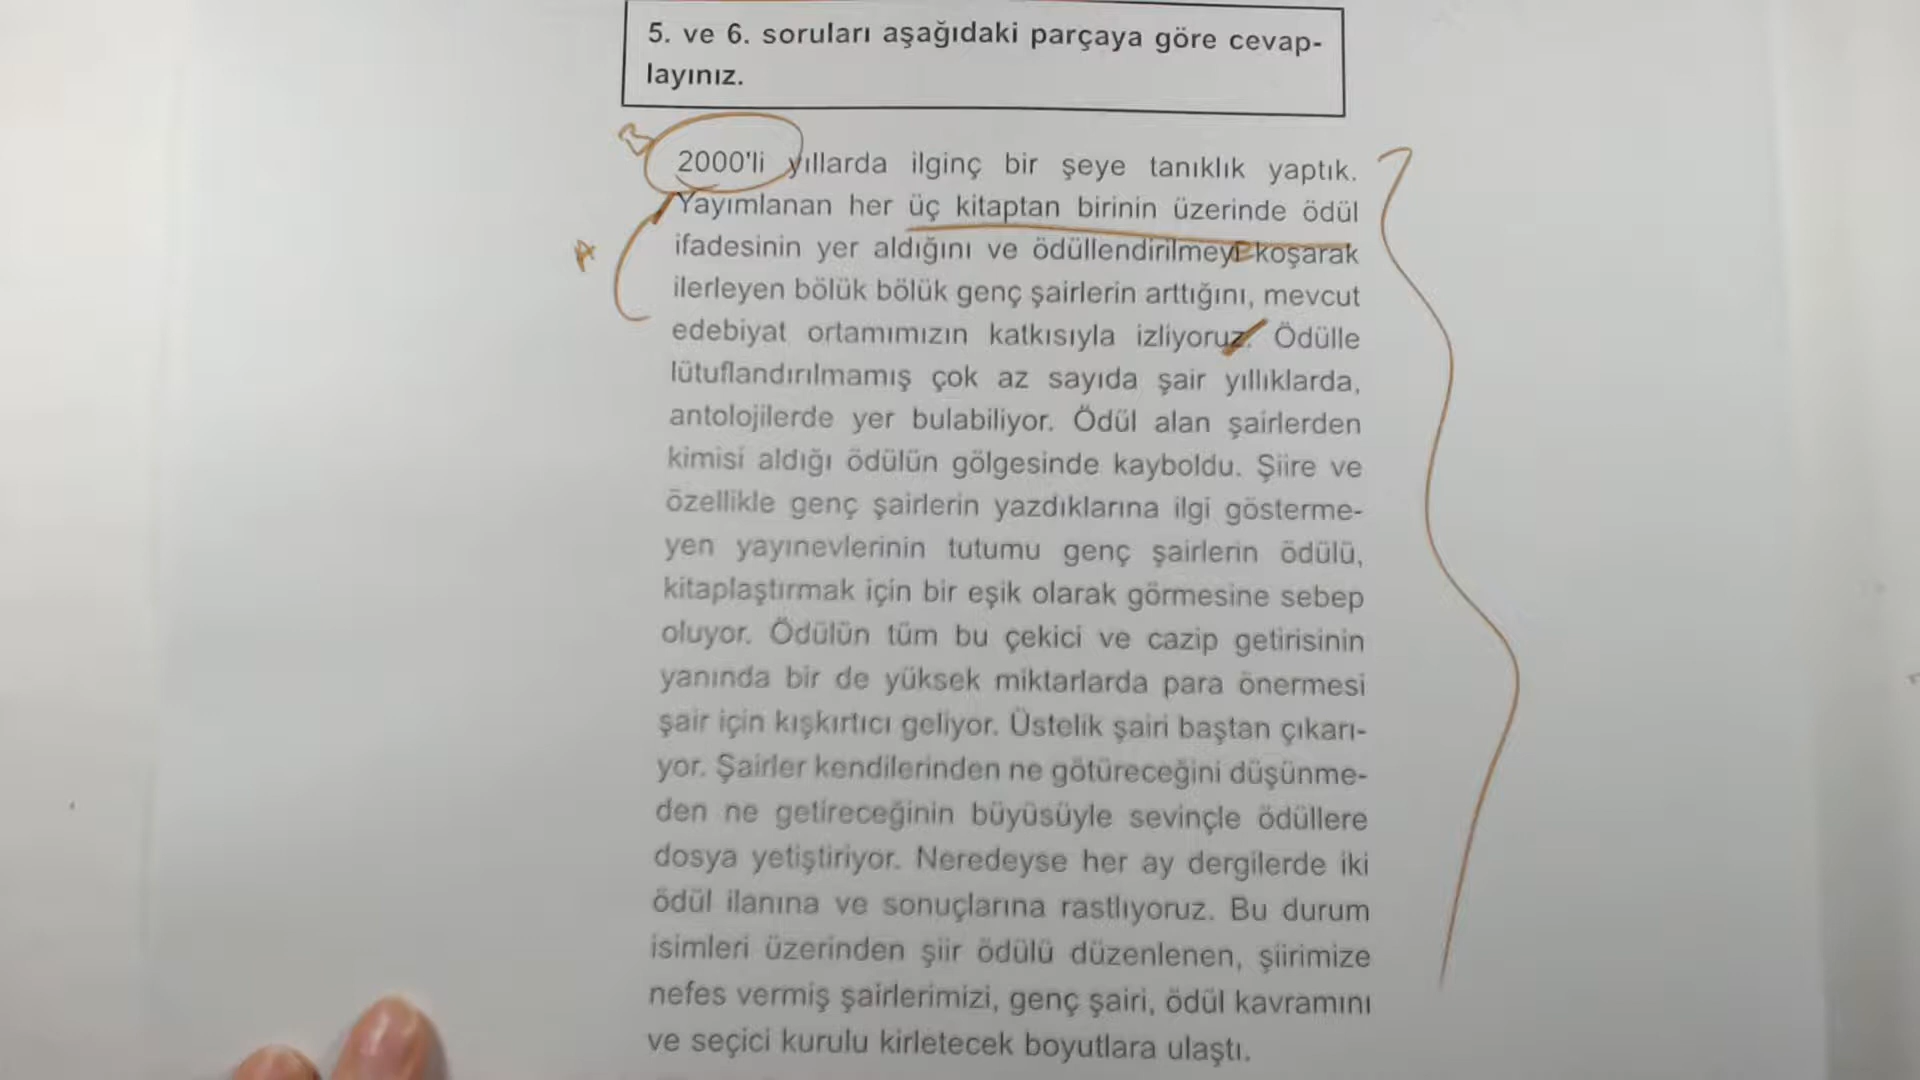 5. ve 6. soruları aşağıdaki parçaya göre cevap-
layınız.
B
2000'li yıllarda ilginç bir şeye tanıklık yaptık.
Yayımlanan her üç kitaptan birinin üzerinde ödül
A
ifadesinin yer aldığını ve ödüllendirilmeye koşarak
ilerleyen bölük bölük genç şairlerin arttığını, mevcut
edebiyat ortamımızın katkısıyla izliyoruz. Ödülle
lütuflandırılmamış çok az sayıda şair yıllıklarda,
antolojilerde yer bulabiliyor. Ödül alan şairlerden
kimisi aldığı ödülün gölgesinde kayboldu. Şiire ve
özellikle genç şairlerin yazdıklarına ilgi gösterme-
yen yayınevlerinin tutumu genç şairlerin ödülü,
kitaplaştırmak için bir eşik olarak görmesine sebep
oluyor. Ödülün tüm bu çekici ve cazip getirisinin
yanında bir de yüksek miktarlarda para önermesi
şair için kışkırtıcı geliyor. Üstelik şairi baştan çıkarı-
yor. Şairler kendilerinden ne götüreceğini düşünme-
den ne getireceğinin büyüsüyle sevinçle ödüllere
dosya yetiştiriyor. Neredeyse her ay dergilerde iki
ödül ilanına ve sonuçlarına rastlıyoruz. Bu durum
isimleri üzerinden şiir ödülü düzenlenen, şiirimize
nefes vermiş şairlerimizi, genç şairi, ödül kavramını
ve seçici kurulu kirletecek boyutlara ulaştı.